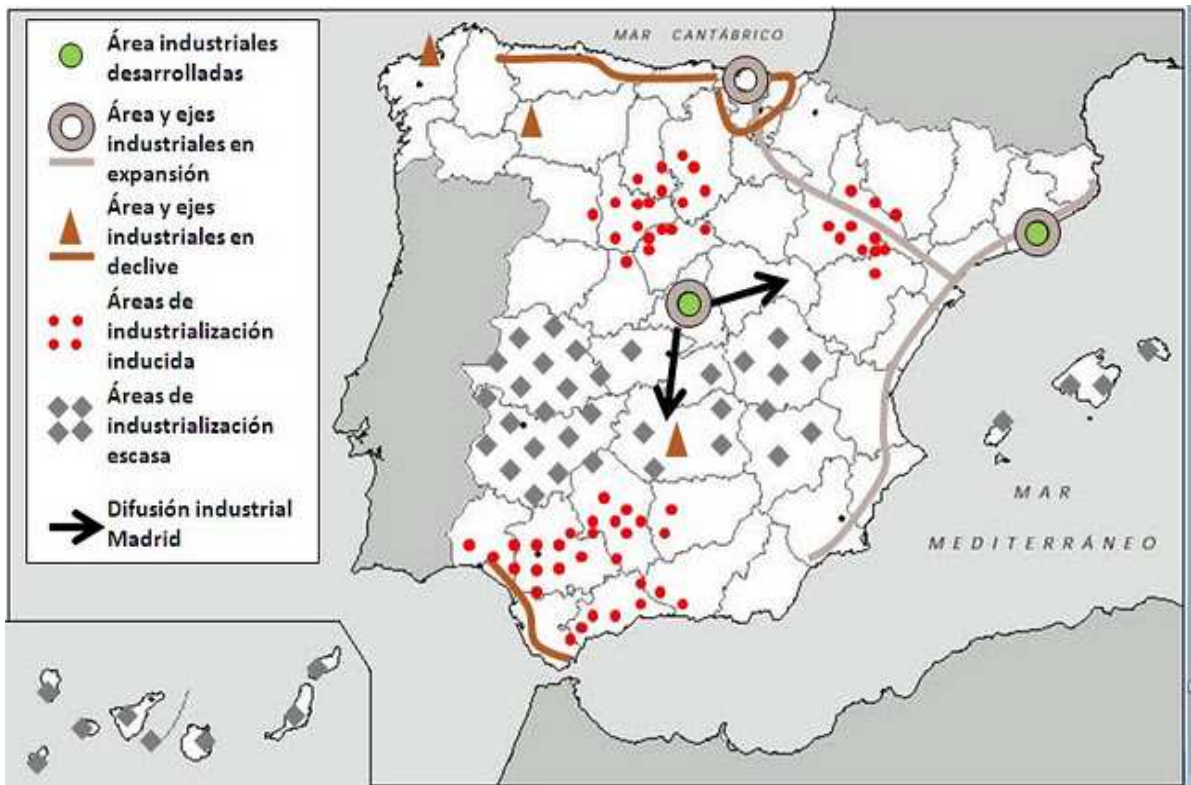 Área industriales
desarrolladas
Área y ejes
industriales en
expansión
Área y ejes
industriales en
declive
Áreas de
industrialización
inducida
Áreas de
industrialización
escasa
Difusión industrial
Madrid
MAR CANTÁBRICO
MAR
MEDITERRÁNEO